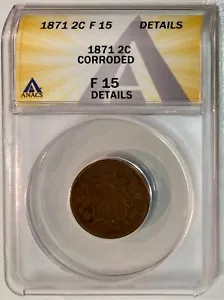 1871 2C F 15 DETAILS
1871 2C
CORRODED
F 15
DETAILS
ANACS